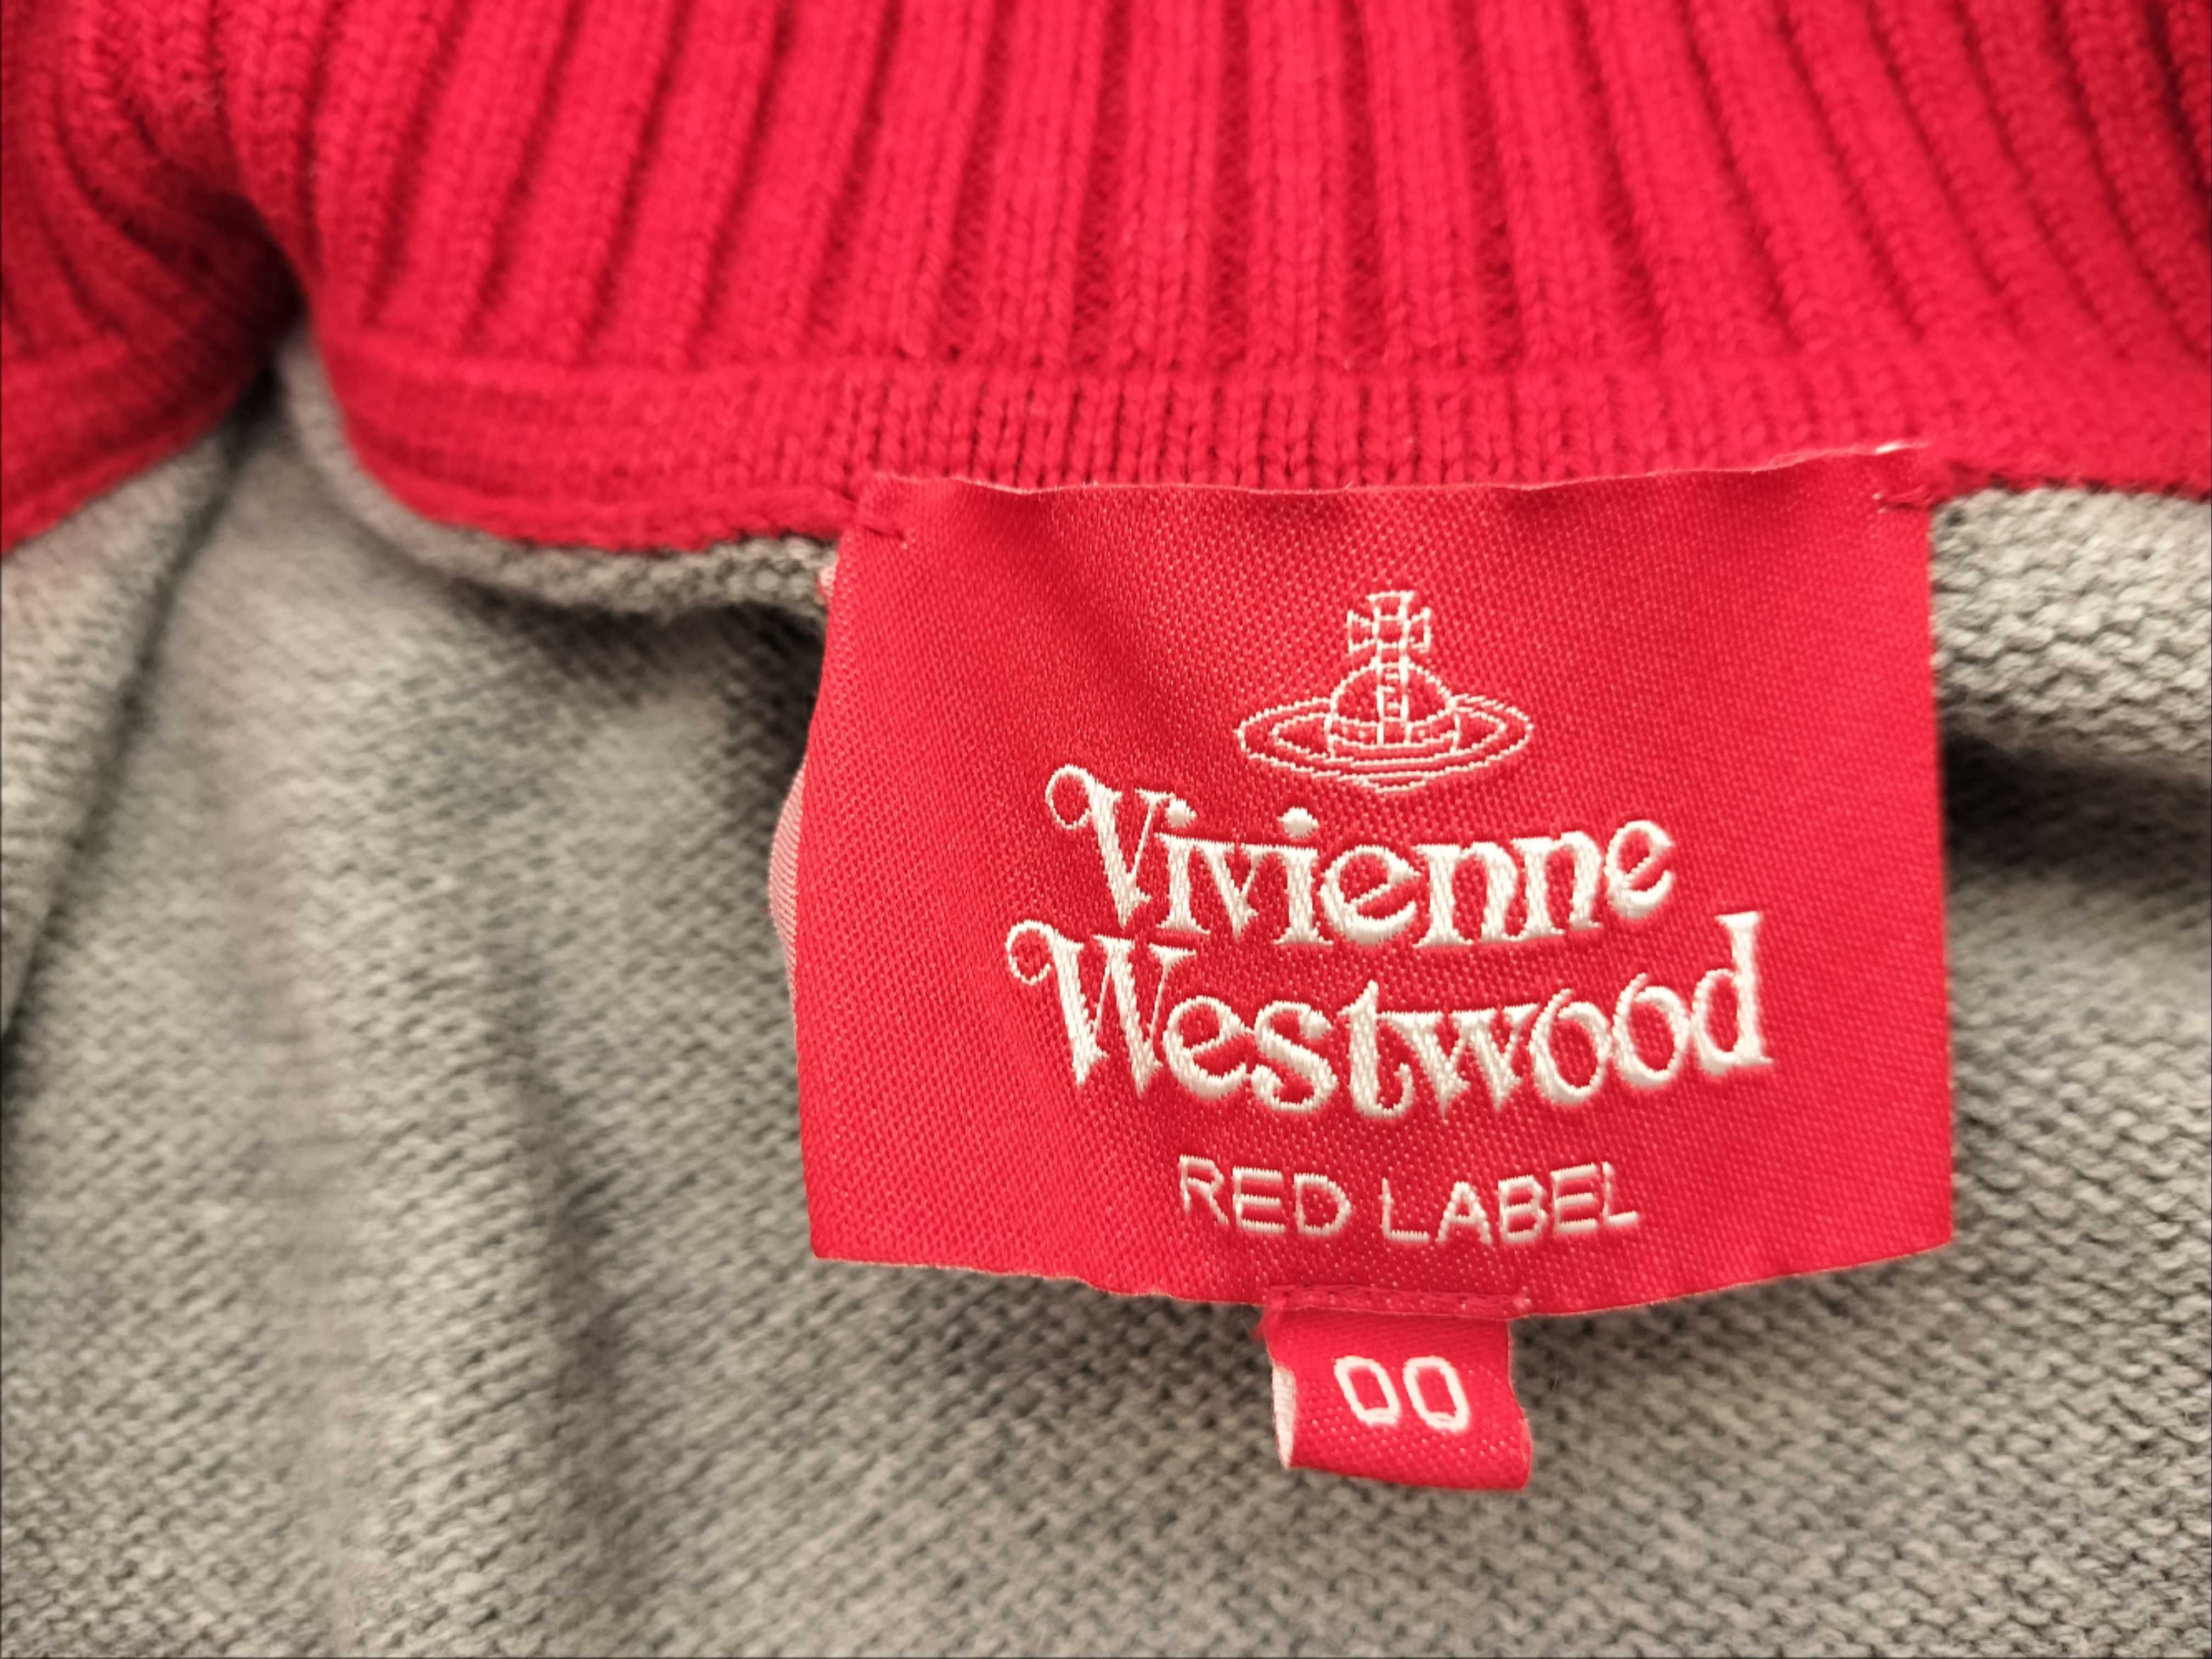 Vivienne
Westwood
RED LABEL
00